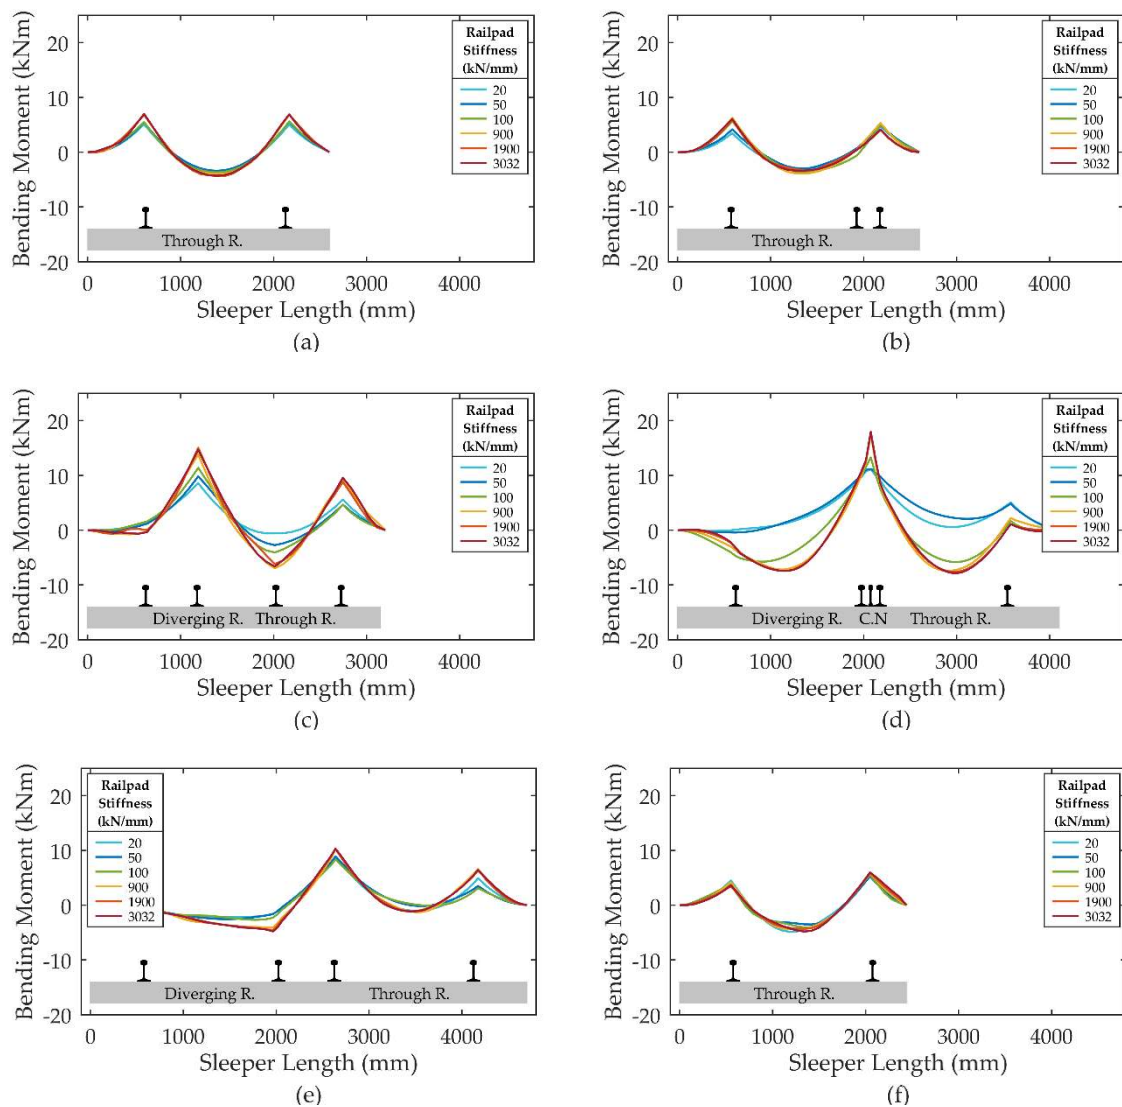 Bending Moment (kNm)
20
10
0
-10
-20
Railpad
Stiffness
(kN/mm)
20
50
100
900
1900
3032
Through R.
0
1000
2000
3000
4000
Sleeper Length (mm)
(a)
Bending Moment (kNm)
20
10
0
-10
-20
Railpad
Stiffness
(kN/mm)
20
50
100
900
1900
3032
Through R.
0
1000
2000
3000
4000
Sleeper Length (mm)
(b)
Bending Moment (kNm)
20
10
0
-10
-20
Railpad
Stiffness
(kN/mm)
20
50
100
900
1900
3032
Diverging R. Through R.
0
1000
2000
3000
4000
Sleeper Length (mm)
(c)
Bending Moment (kNm)
20
10
0
-10
-20
Railpad
Stiffness
(kN/mm)
20
50
100
900
1900
3032
Diverging R. C.N Through R.
0
1000
2000
3000
4000
Sleeper Length (mm)
(d)
Bending Moment (kNm)
20
10
0
-10
-20
Railpad
Stiffness
(kN/mm)
20
50
100
900
1900
3032
Diverging R. Through R.
0
1000
2000
3000
4000
Sleeper Length (mm)
(e)
Bending Moment (kNm)
20
10
0
-10
-20
Railpad
Stiffness
(kN/mm)
20
50
100
900
1900
3032
Through R.
0
1000
2000
3000
4000
Sleeper Length (mm)
(f)